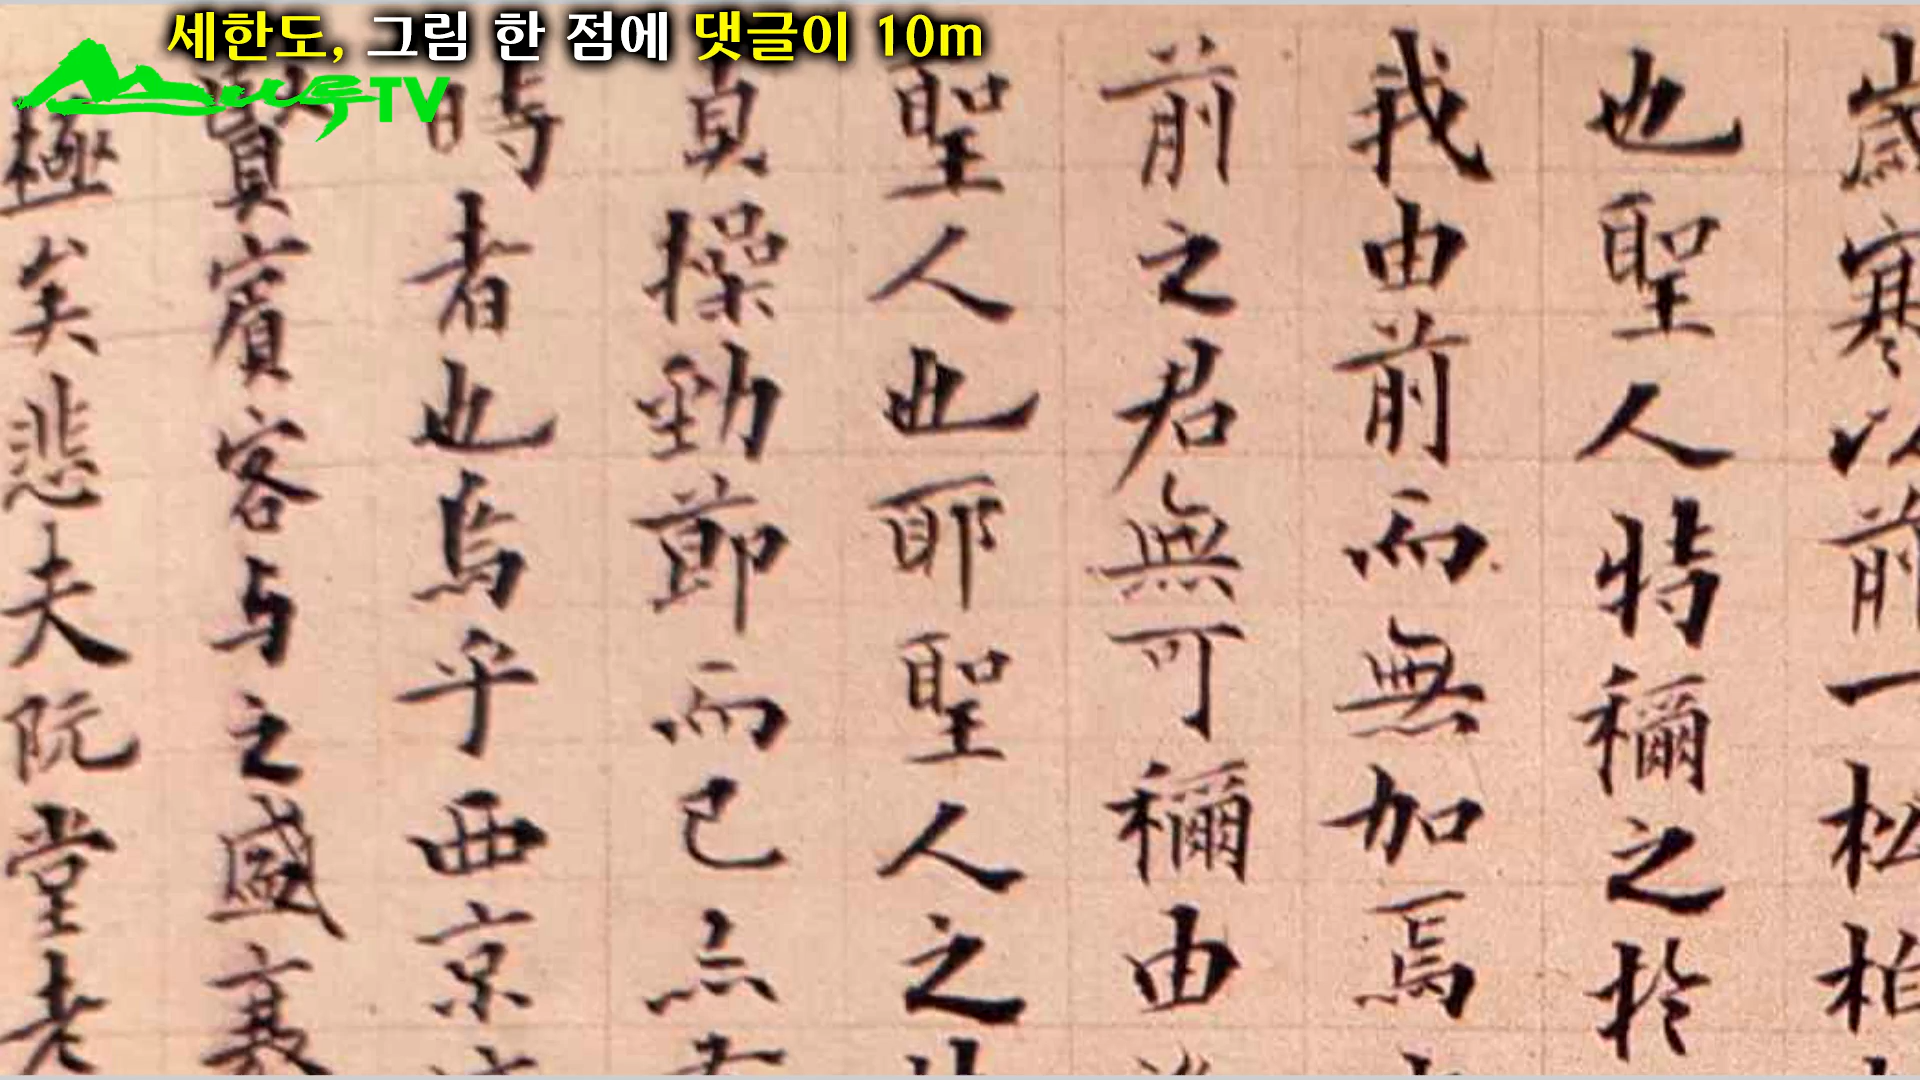 세한도, 그림 한 점에 댓글이 10m
TV
歲寒以前一松柏
也聖人特稱之於
我由前而無加焉
前之君無可稱由
聖人也耶聖人之
貞操勁節而已亦
時者也烏乎西京
賓客与之盛衰
極矣悲夫阮堂老